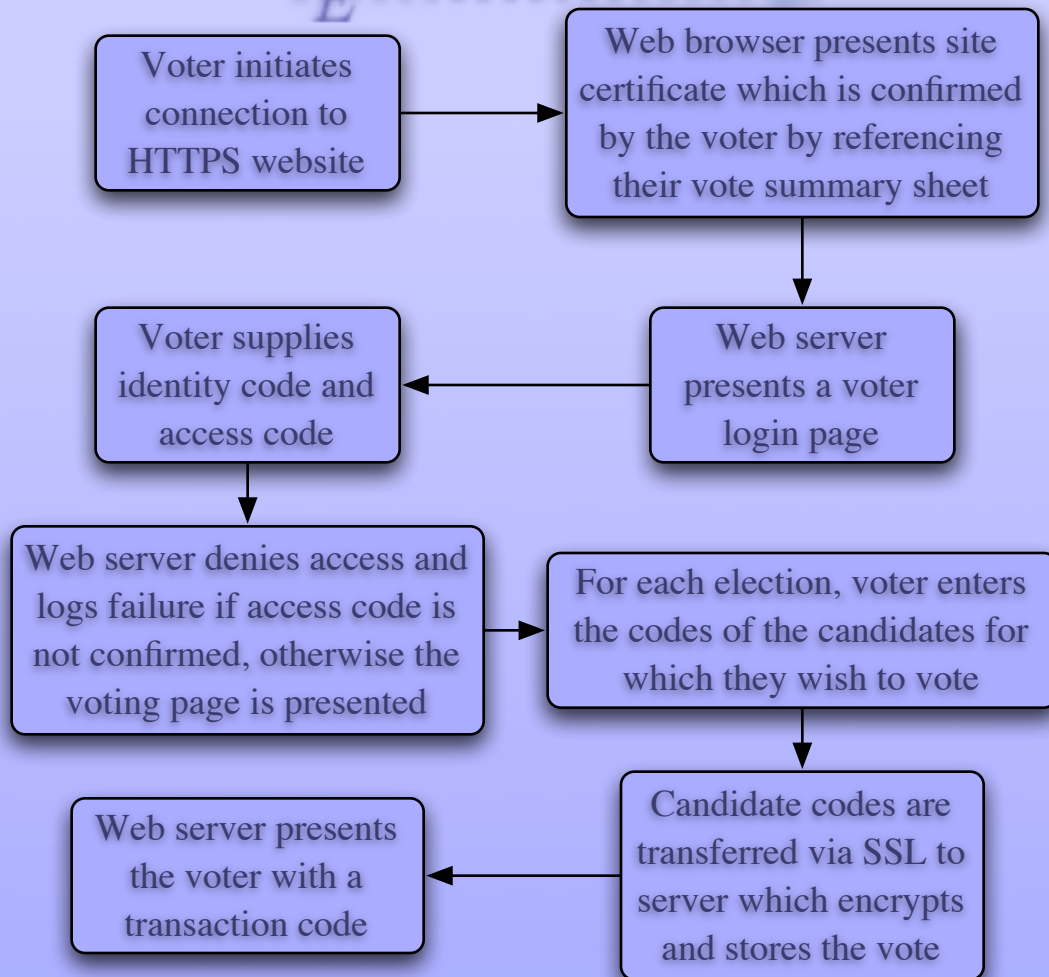 Voter initiates
connection to
HTTPS website
Web browser presents site
certificate which is confirmed
by the voter by referencing
their vote summary sheet
Web server
presents a voter
login page
Voter supplies
identity code and
access code
Web server denies access and
logs failure if access code is
not confirmed, otherwise the
voting page is presented
For each election, voter enters
the codes of the candidates for
which they wish to vote
Candidate codes are
transferred via SSL to
server which encrypts
and stores the vote
Web server presents
the voter with a
transaction code